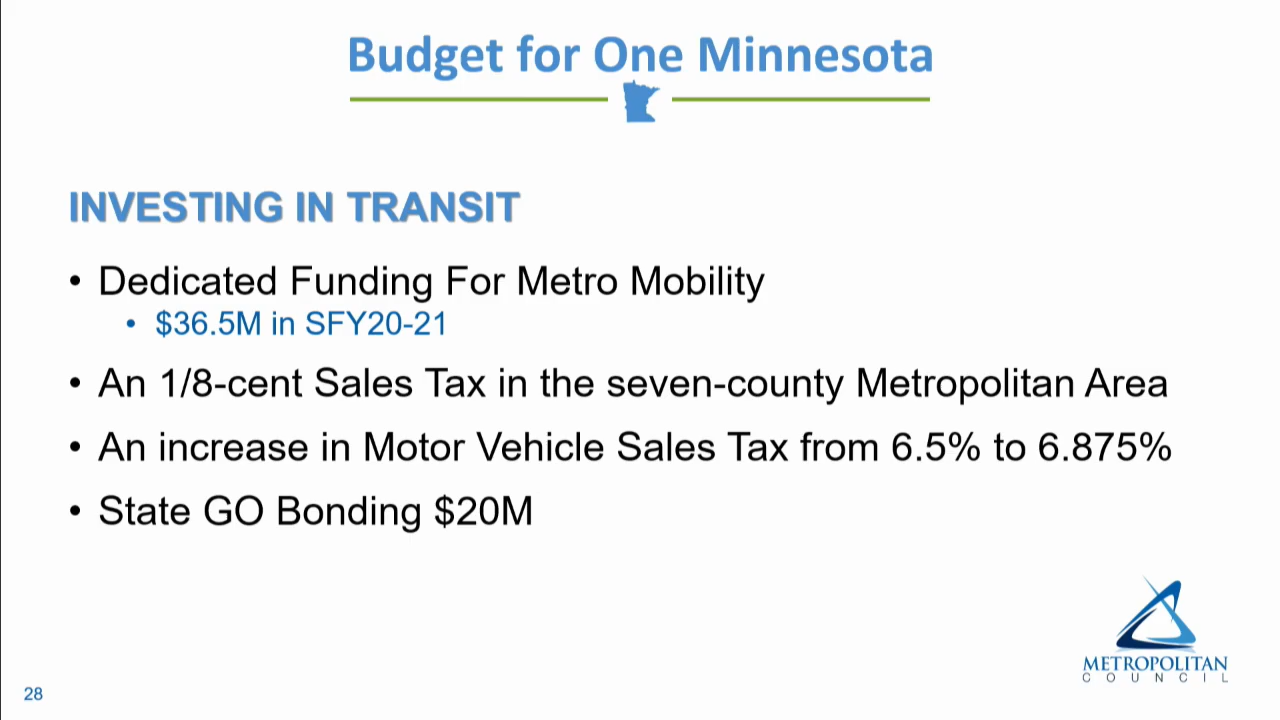 Budget for One Minnesota
INVESTING IN TRANSIT
• Dedicated Funding For Metro Mobility
• $36.5M in SFY20-21
• An 1/8-cent Sales Tax in the seven-county Metropolitan Area
• An increase in Motor Vehicle Sales Tax from 6.5% to 6.875%
• State GO Bonding $20M
METROPOLITAN
COUNCIL
28